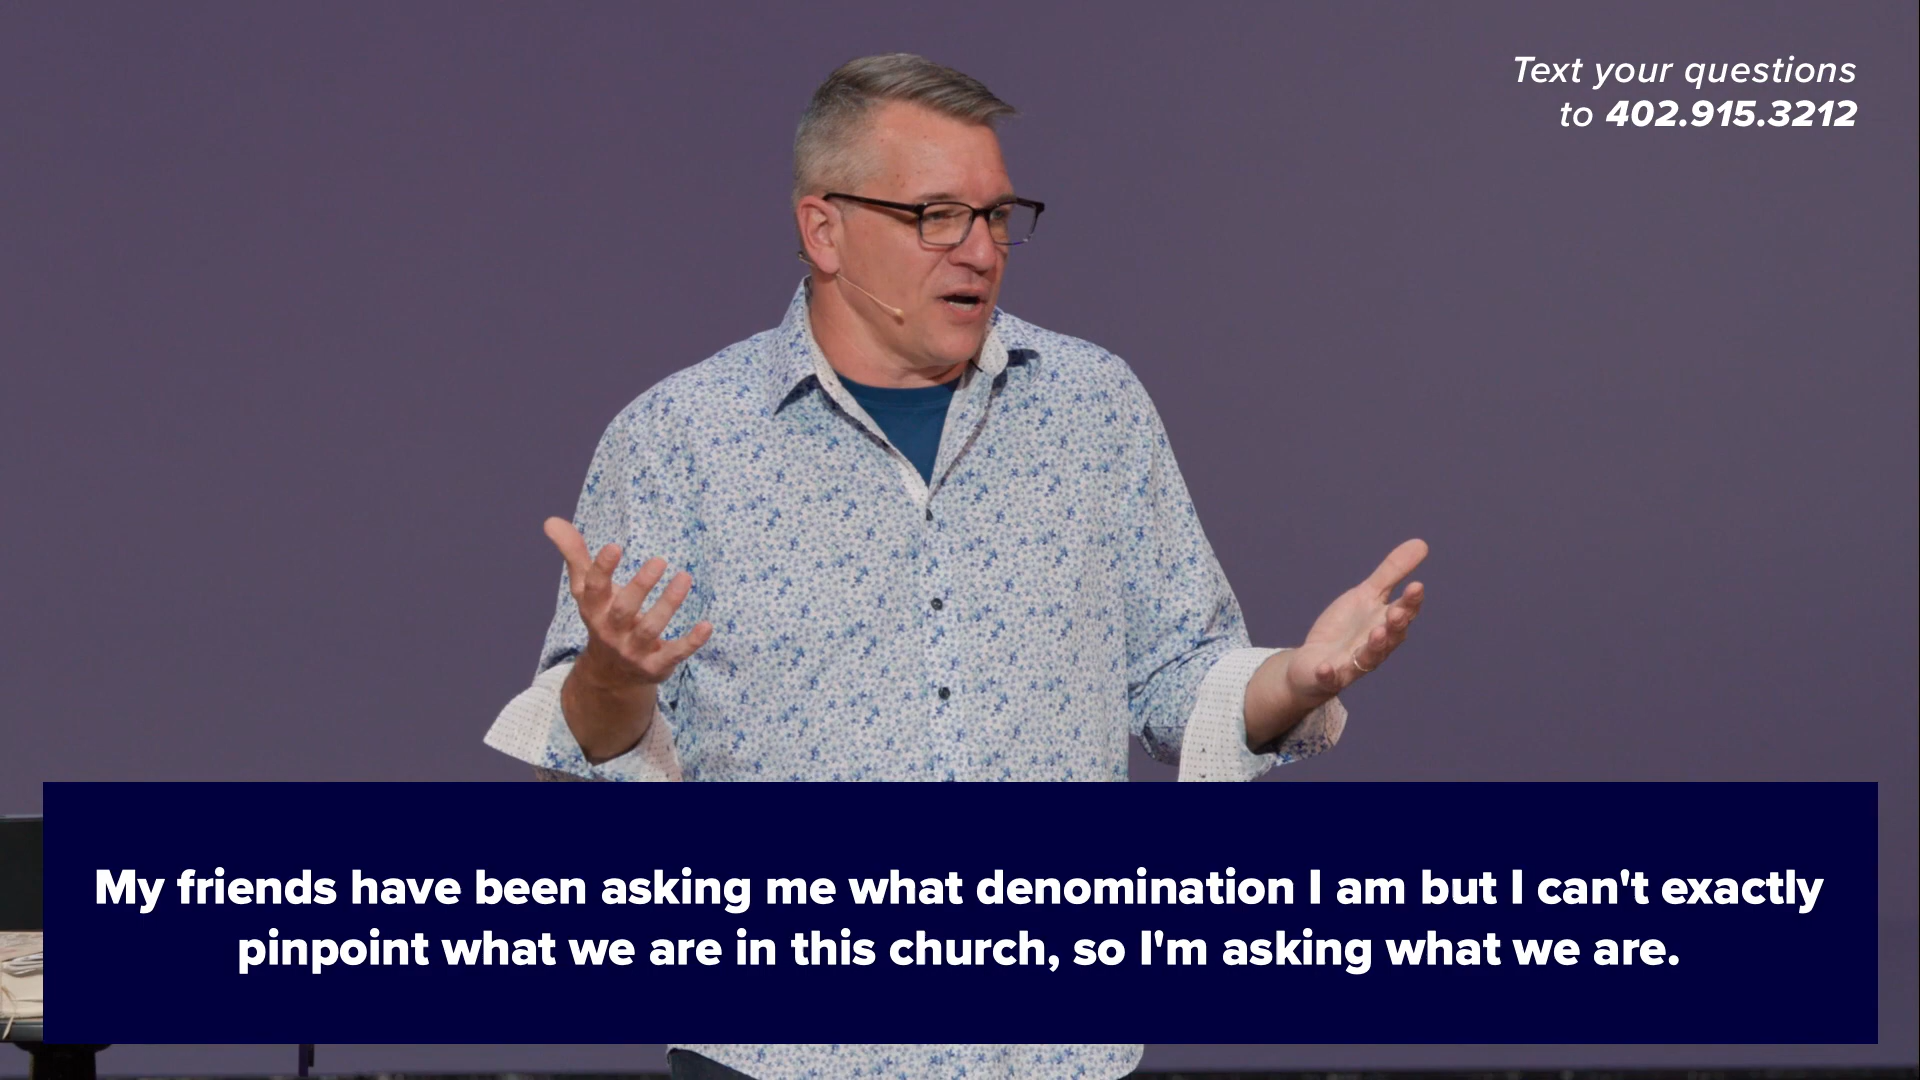 Text your questions
to 402.915.3212
My friends have been asking me what denomination I am but I can't exactly
pinpoint what we are in this church, so I'm asking what we are.